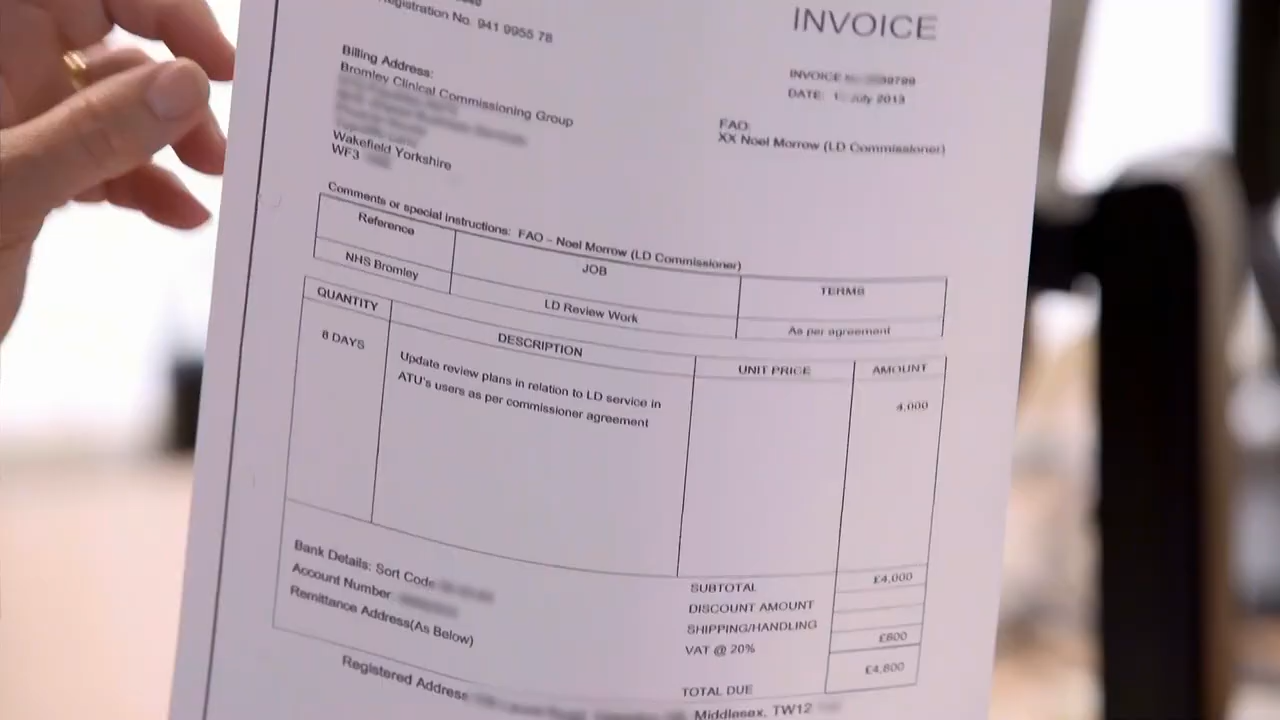 Registration No. 941 9955 78
INVOICE
INVOICE
DATE: July 2013
Billing Address:
Bromley Clinical Commissioning Group
Wakefield Yorkshire
WF3
FAO:
XX Noel Morrow (LD Commissioner)
Comments or special instructions: FAO – Noel Morrow (LD Commissioner)
Reference JOB TERMS
NHS Bromley LD Review Work As per agreement
QUANTITY DESCRIPTION UNIT PRICE AMOUNT
8 DAYS Update review plans in relation to LD service in 4,000
ATU's users as per commissioner agreement
SUBTOTAL £4,000
DISCOUNT AMOUNT
SHIPPING/HANDLING
VAT @ 20% £800
TOTAL DUE £4,800
Bank Details: Sort Code
Account Number
Remittance Address(As Below)
Registered Address
Middlesex, TW12